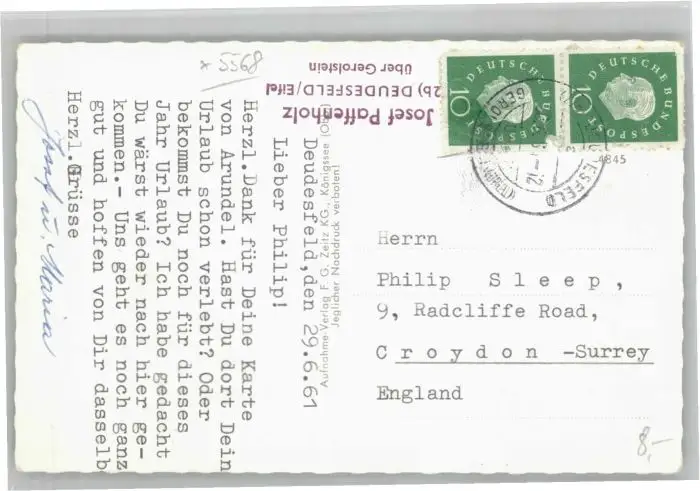 * 5568
Josef Paffenholz
(22b) DEUDESFELD/Eifel
über Gerolstein
Deudesfeld, den 29.6.61
Lieber Philip!
Herzl. Dank für Deine Karte
von Arundel. Hast Du dort Dein
Urlaub schon verlebt? Oder
bekommst Du noch für dieses
Jahr Urlaub? Ich habe gedacht
Du wärst wieder nach hier ge-
kommen.- Uns geht es noch ganz
gut und hoffen von Dir dasselb
Herzl.Grüsse
Josef u. Maria
Aufnahme-Verlag F. G. Zeitz KG., Königssee
Jeglicher Nachdruck verboten!
DEUTSCHE BUNDESPOST
10
DEUTSCHE BUNDESPOST
10
4845
Herrn
Philip S l e e p ,
9, Radcliffe Road,
C r o y d o n -Surrey
England
8,-